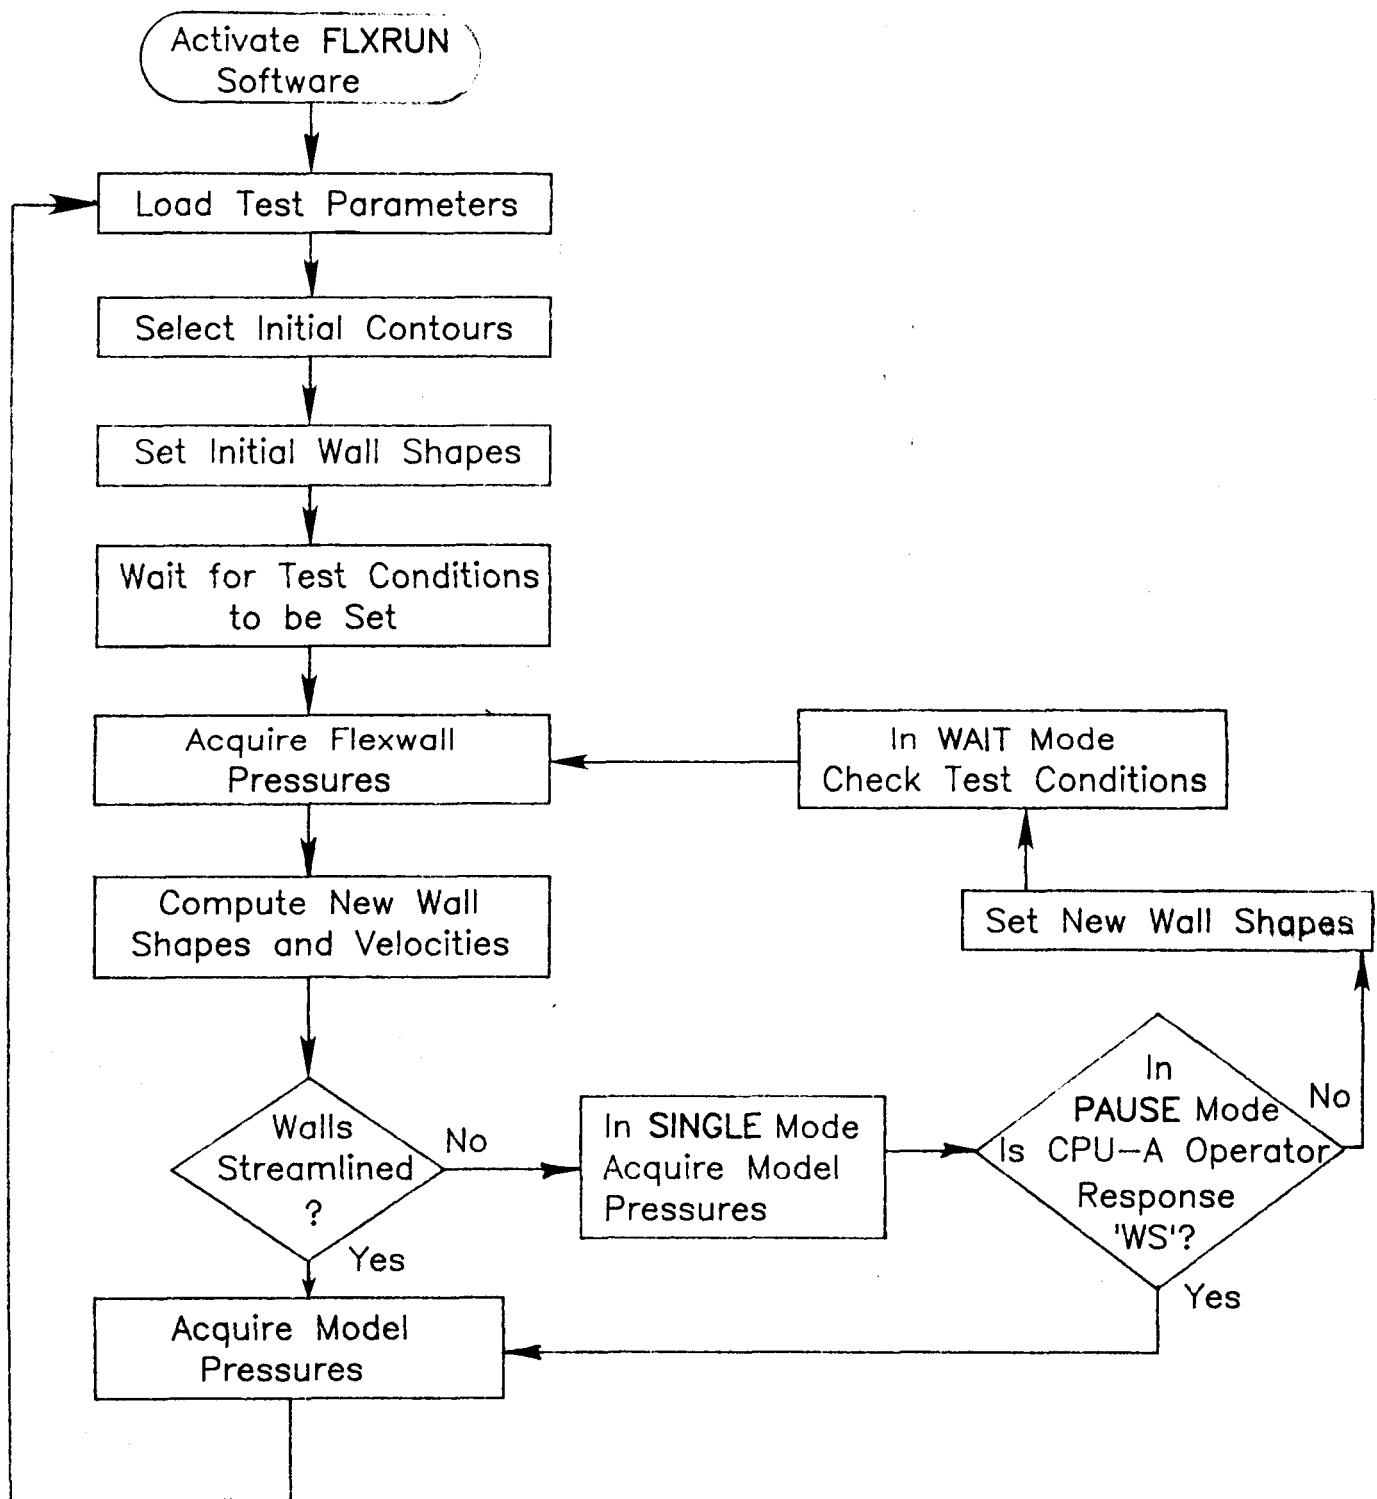 Activate FLXRUN
Software
Load Test Parameters
Select Initial Contours
Set Initial Wall Shapes
Wait for Test Conditions
to be Set
Acquire Flexwall
Pressures
In WAIT Mode
Check Test Conditions
Compute New Wall
Shapes and Velocities
Set New Wall Shapes
Walls
Streamlined
?
No
Yes
In SINGLE Mode
Acquire Model
Pressures
In
PAUSE Mode
Is CPU-A Operator
Response
'WS'?
No
Yes
Acquire Model
Pressures